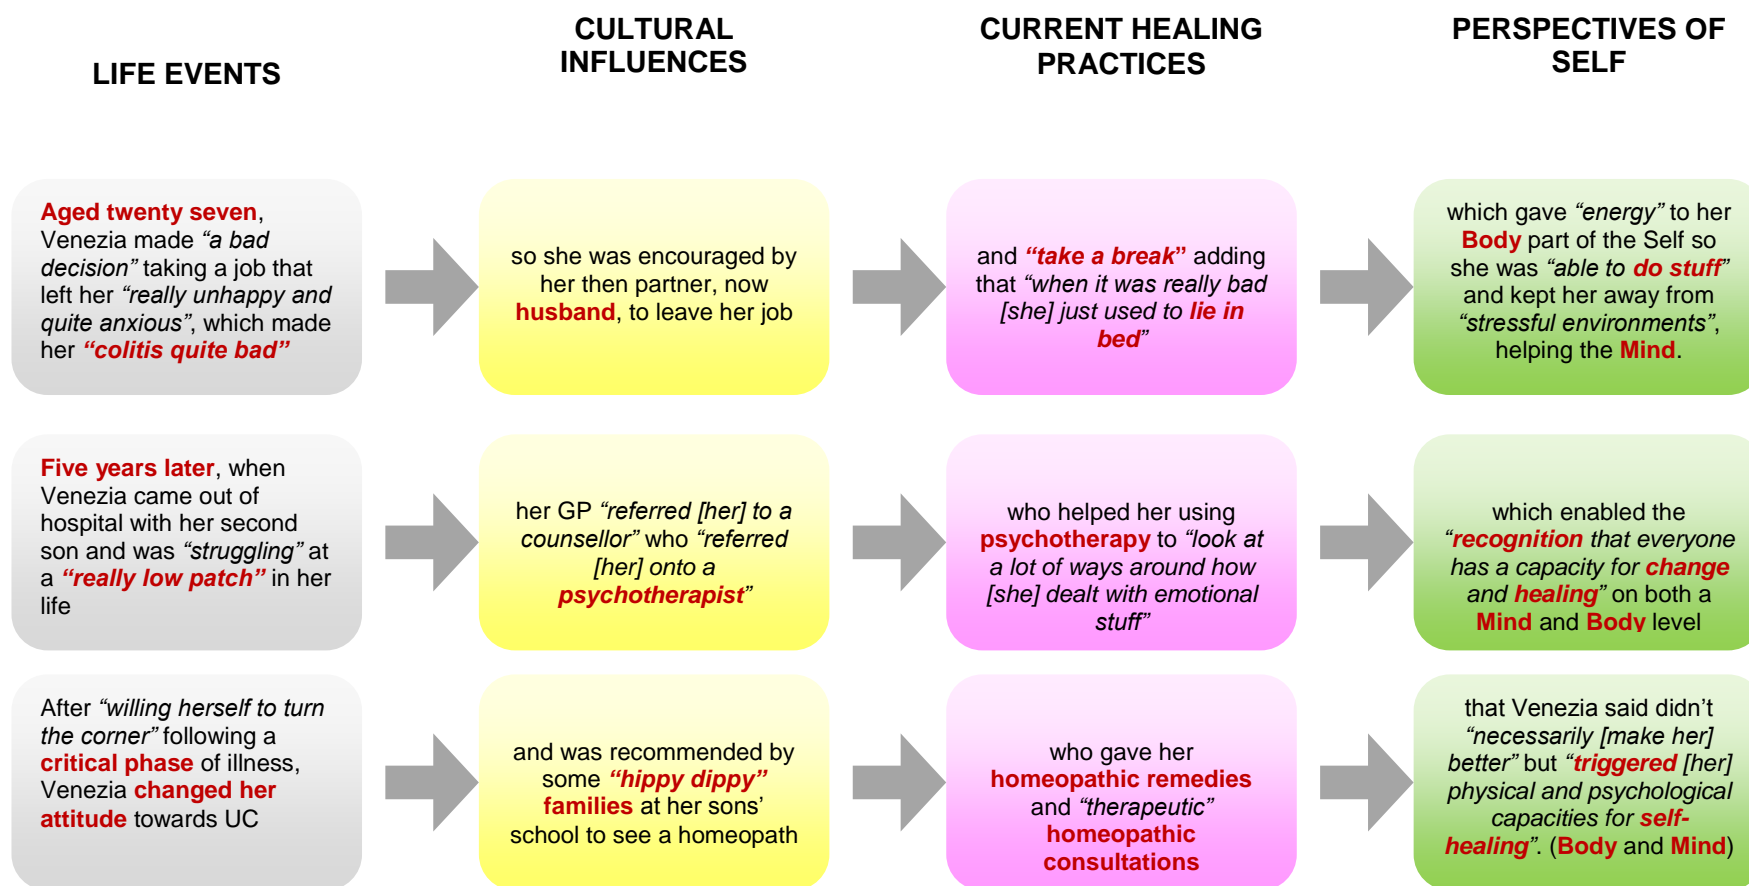 LIFE EVENTS
CULTURAL
INFLUENCES
CURRENT HEALING
PRACTICES
PERSPECTIVES OF
SELF
Aged twenty seven,
Venezia made “a bad
decision” taking a job that
left her “really unhappy and
quite anxious”, which made
her “colitis quite bad”
so she was encouraged by
her then partner, now
husband, to leave her job
and “take a break” adding
that “when it was really bad
[she] just used to lie in
bed”
which gave “energy” to her
Body part of the Self so
she was “able to do stuff”
and kept her away from
“stressful environments”,
helping the Mind.
Five years later, when
Venezia came out of
hospital with her second
son and was “struggling” at
a “really low patch” in her
life
her GP “referred [her] to a
counsellor” who “referred
[her] onto a
psychotherapist”
who helped her using
psychotherapy to “look at
a lot of ways around how
[she] dealt with emotional
stuff”
which enabled the
“recognition that everyone
has a capacity for change
and healing” on both a
Mind and Body level
After “willing herself to turn
the corner” following a
critical phase of illness,
Venezia changed her
attitude towards UC
and was recommended by
some “hippy dippy”
families at her sons’
school to see a homeopath
who gave her
homeopathic remedies
and “therapeutic”
homeopathic
consultations
that Venezia said didn’t
“necessarily [make her]
better” but “triggered [her]
physical and psychological
capacities for self-
healing”. (Body and Mind)